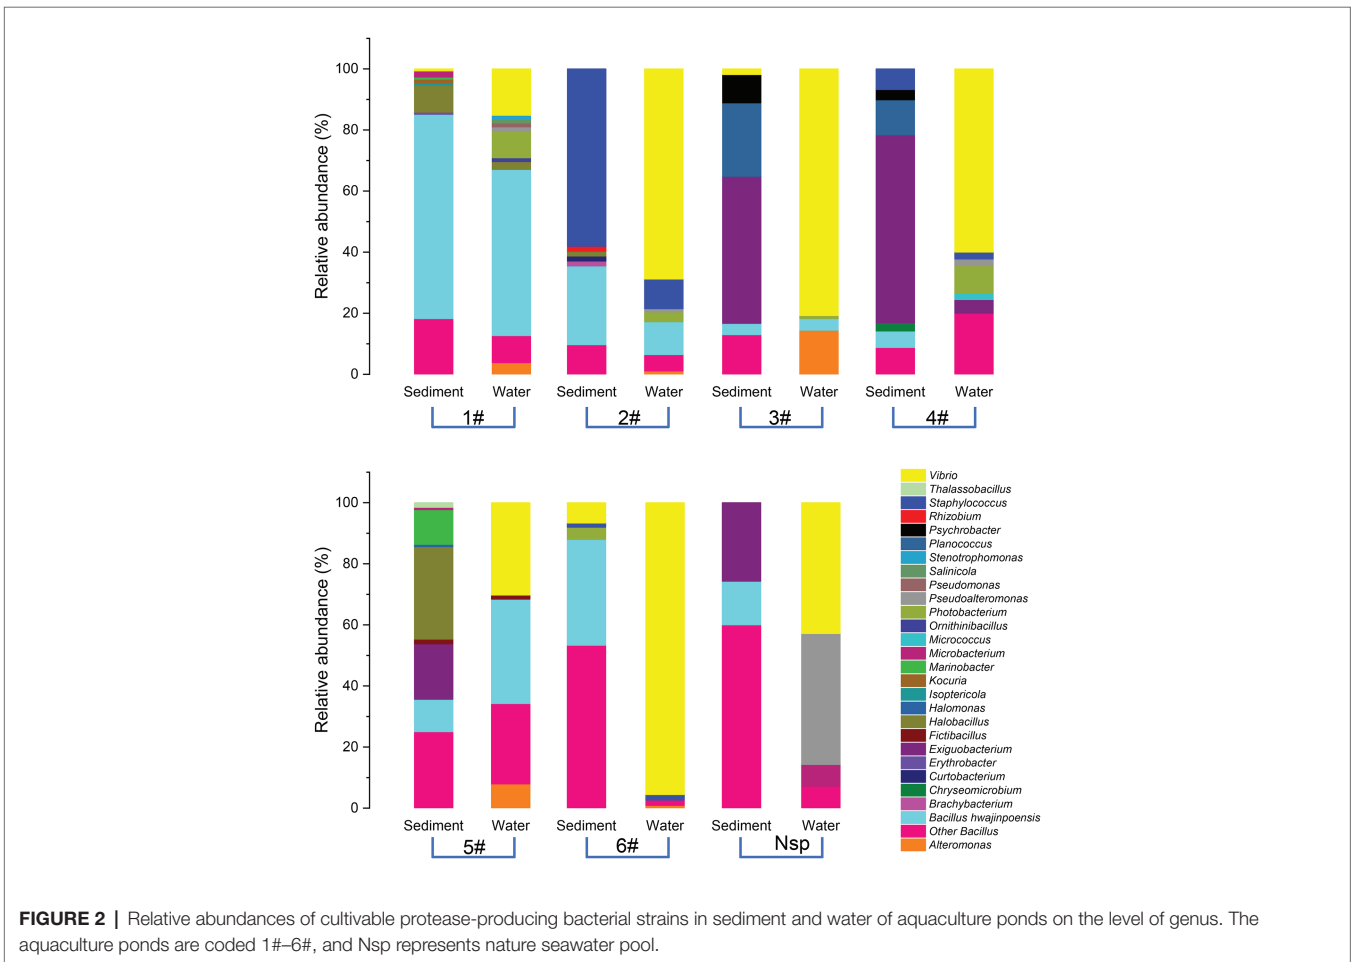 100
80
60
40
20
0
Relative abundance (%)
Sediment Water Sediment Water Sediment Water Sediment Water
1# 2# 3# 4#
100
80
60
40
20
0
Relative abundance (%)
Sediment Water Sediment Water Sediment Water
5# 6# Nsp
Vibrio
Thalassobacillus
Staphylococcus
Rhizobium
Psychrobacter
Planococcus
Stenotrophomonas
Salinicola
Pseudomonas
Pseudoalteromonas
Photobacterium
Ornithinibacillus
Micrococcus
Microbacterium
Marinobacter
Kocuria
Isoptericola
Halomonas
Halobacillus
Fictibacillus
Exiguobacterium
Erythrobacter
Curtobacterium
Chryseomicrobium
Brachybacterium
Bacillus hwajinpoensis
Other Bacillus
Alteromonas
FIGURE 2 | Relative abundances of cultivable protease-producing bacterial strains in sediment and water of aquaculture ponds on the level of genus. The
aquaculture ponds are coded 1#–6#, and Nsp represents nature seawater pool.